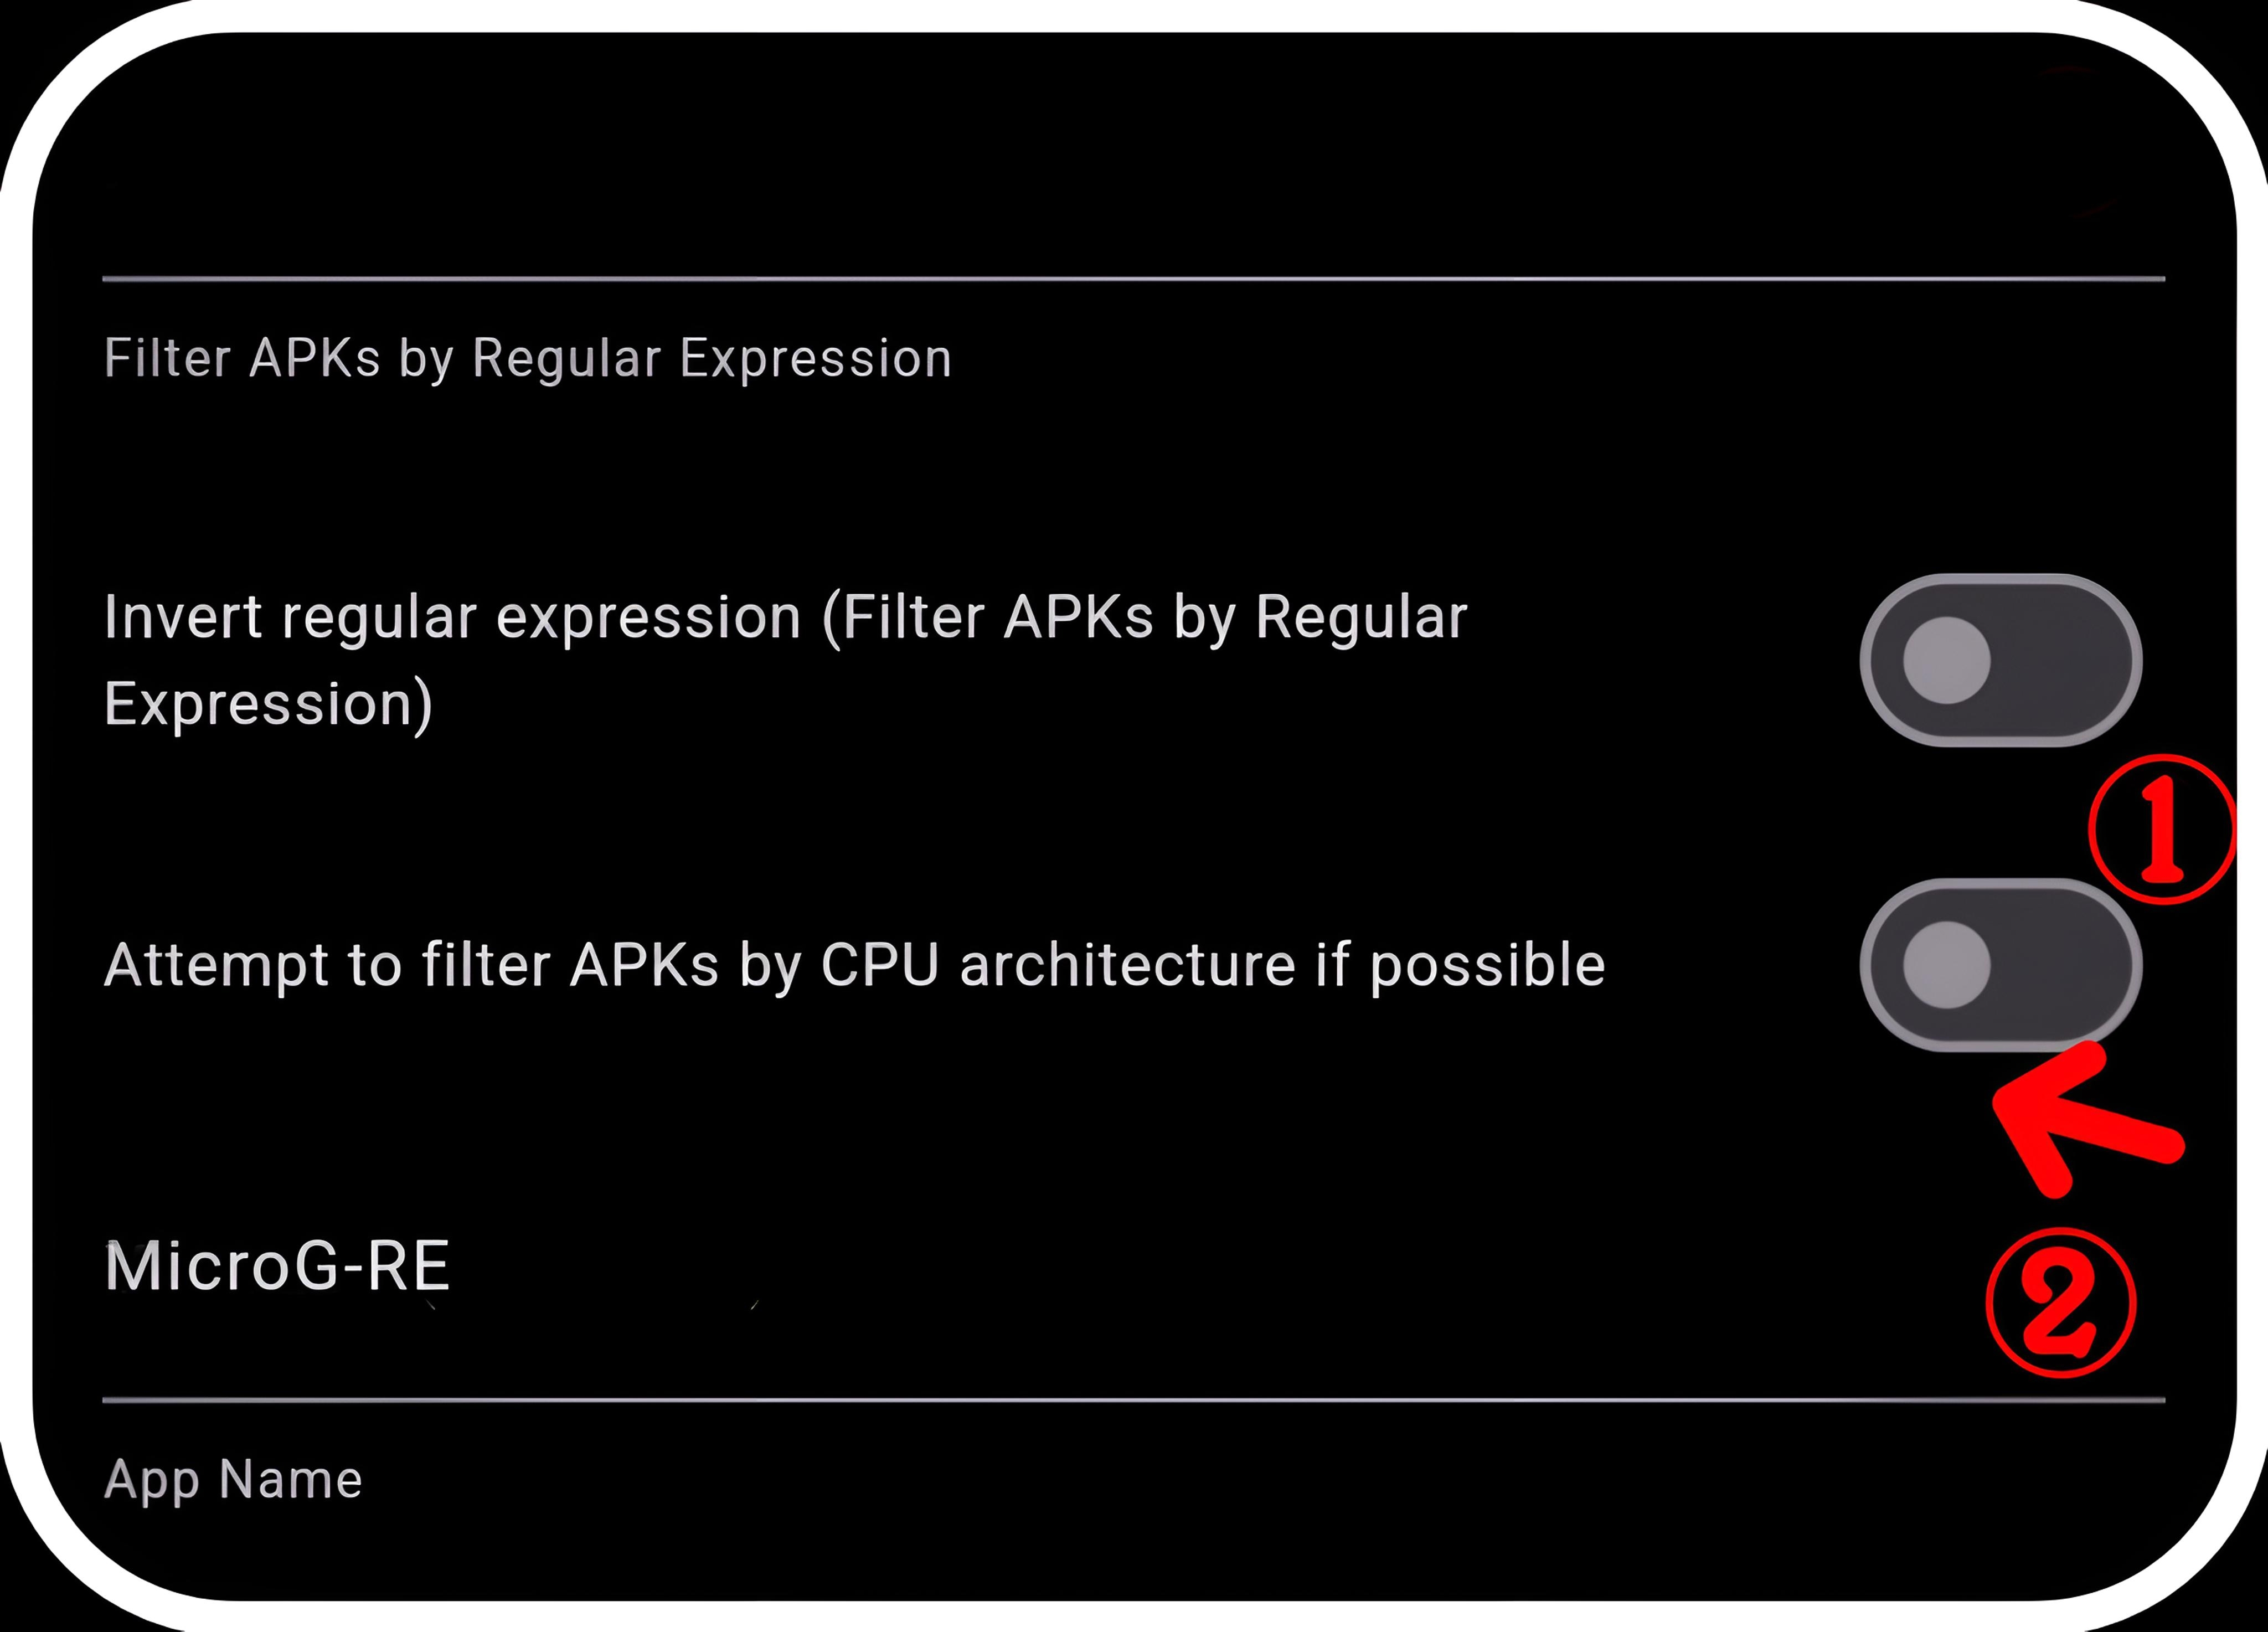 Filter APKs by Regular Expression
Invert regular expression (Filter APKs by Regular
Expression)
1
Attempt to filter APKs by CPU architecture if possible
MicroG-RE
2
App Name